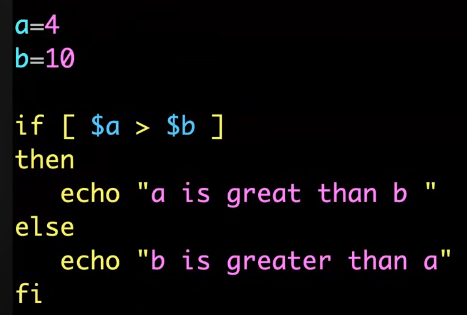 a=4
b=10
if [ $a > $b ]
then
echo "a is great than b "
else
echo "b is greater than a"
fi